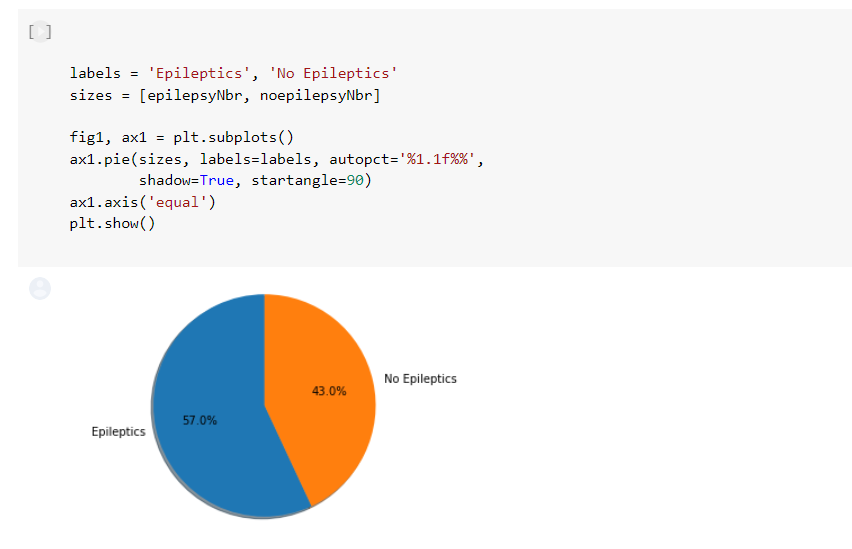 [ ]
labels = 'Epileptics', 'No Epileptics'
sizes = [epilepsyNbr, noepilepsyNbr]
fig1, ax1 = plt.subplots()
ax1.pie(sizes, labels=labels, autopct='%1.1f%%',
        shadow=True, startangle=90)
ax1.axis('equal')
plt.show()
No Epileptics
43.0%
57.0%
Epileptics